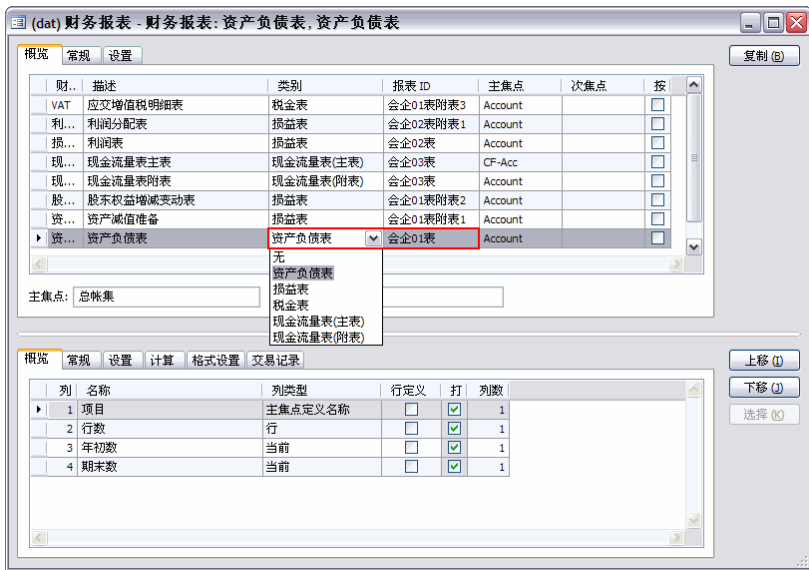 (dat) 财务报表 - 财务报表: 资产负债表, 资产负债表
概览 常规 设置
复制(B)
财.. 描述 类别 报表 ID 主焦点 次焦点 按
VAT 应交增值税明细表 税金表 会企01表附表3 Account
利... 利润分配表 损益表 会企02表附表1 Account
损... 利润表 损益表 会企02表 Account
现... 现金流量表主表 现金流量表(主表) 会企03表 CF-Acc
现... 现金流量表附表 现金流量表(附表) 会企03表 Account
股... 股东权益增减变动表 损益表 会企01表附表2 Account
资... 资产减值准备 损益表 会企01表附表1 Account
资... 资产负债表 资产负债表 会企01表 Account
无
资产负债表
损益表
税金表
现金流量表(主表)
现金流量表(附表)
主焦点: 总帐集
概览 常规 设置 计算 格式设置 交易记录
上移(I)
下移(J)
选择(K)
列 名称 列类型 行定义 打 列数
1 项目 主焦点定义名称 1
2 行数 行 1
3 年初数 当前 1
4 期末数 当前 1